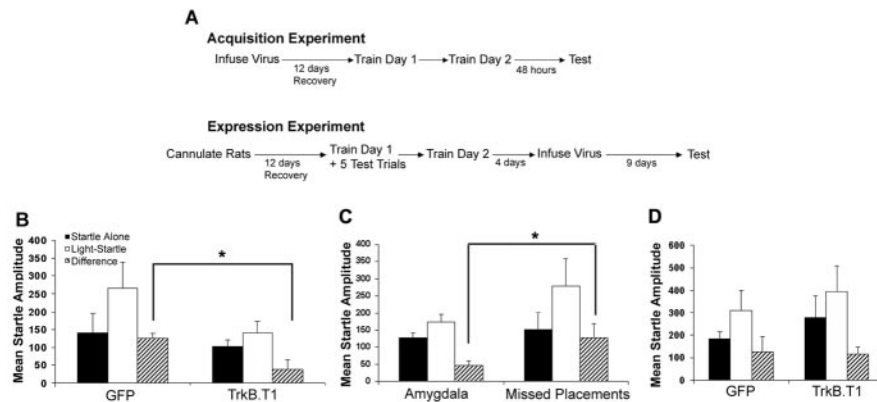 A
Acquisition Experiment
Infuse Virus 12 days Recovery Train Day 1 Train Day 2 48 hours Test
Expression Experiment
Cannulate Rats 12 days Recovery Train Day 1 + 5 Test Trials Train Day 2 4 days Infuse Virus 9 days Test
B
Startle Alone
Light-Startle
Difference
*
Mean Startle Amplitude
400
350
300
250
200
150
100
50
0
GFP TrkB.T1
C
*
Mean Startle Amplitude
400
350
300
250
200
150
100
50
0
Amygdala Missed Placements
D
Mean Startle Amplitude
600
500
400
300
200
100
0
GFP TrkB.T1